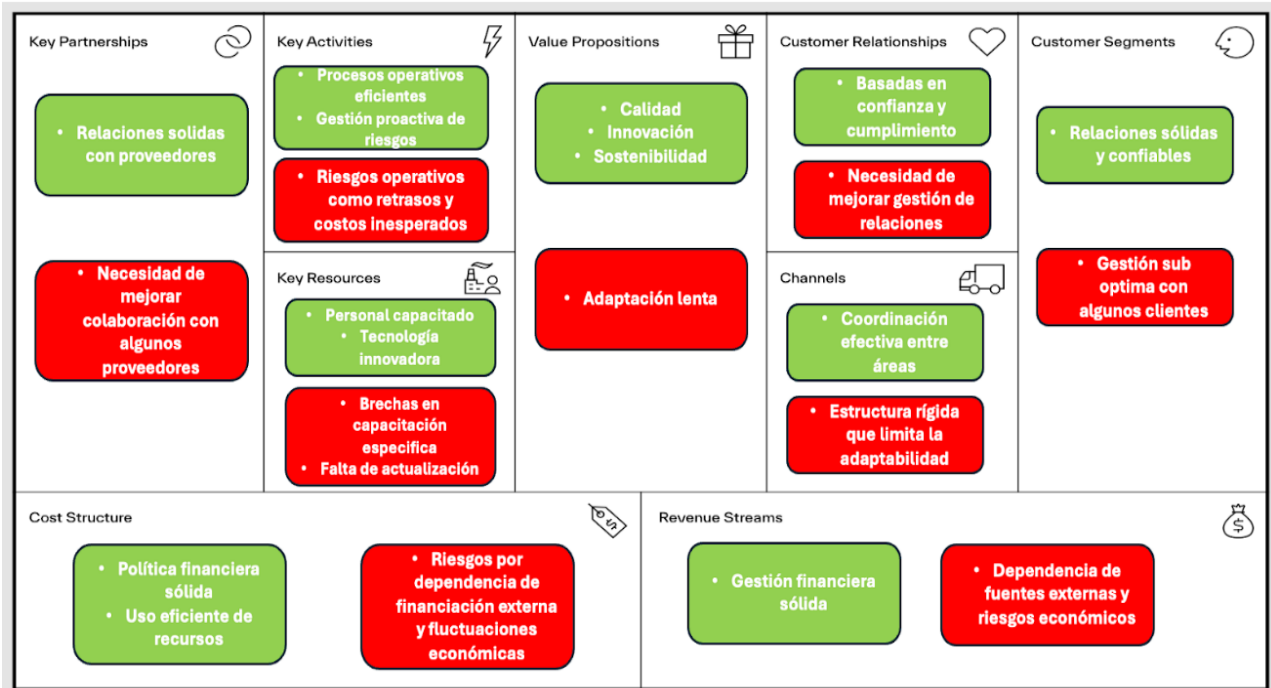 Key Partnerships
• Relaciones solidas
con proveedores
• Necesidad de
mejorar
colaboración con
algunos
proveedores
Key Activities
• Procesos operativos
eficientes
• Gestión proactiva de
riesgos
• Riesgos operativos
como retrasos y
costos inesperados
Key Resources
• Personal capacitado
• Tecnología
innovadora
• Brechas en
capacitación
especifica
• Falta de actualización
Value Propositions
• Calidad
• Innovación
• Sostenibilidad
• Adaptación lenta
Customer Relationships
• Basadas en
confianza y
cumplimiento
• Necesidad de
mejorar gestión de
relaciones
Channels
• Coordinación
efectiva entre
áreas
• Estructura rígida
que limita la
adaptabilidad
Customer Segments
• Relaciones sólidas
y confiables
• Gestión sub
optima con
algunos clientes
Cost Structure
$
• Política financiera
sólida
• Uso eficiente de
recursos
• Riesgos por
dependencia de
financiación externa
y fluctuaciones
económicas
Revenue Streams
$
• Gestión financiera
sólida
• Dependencia de
fuentes externas y
riesgos económicos